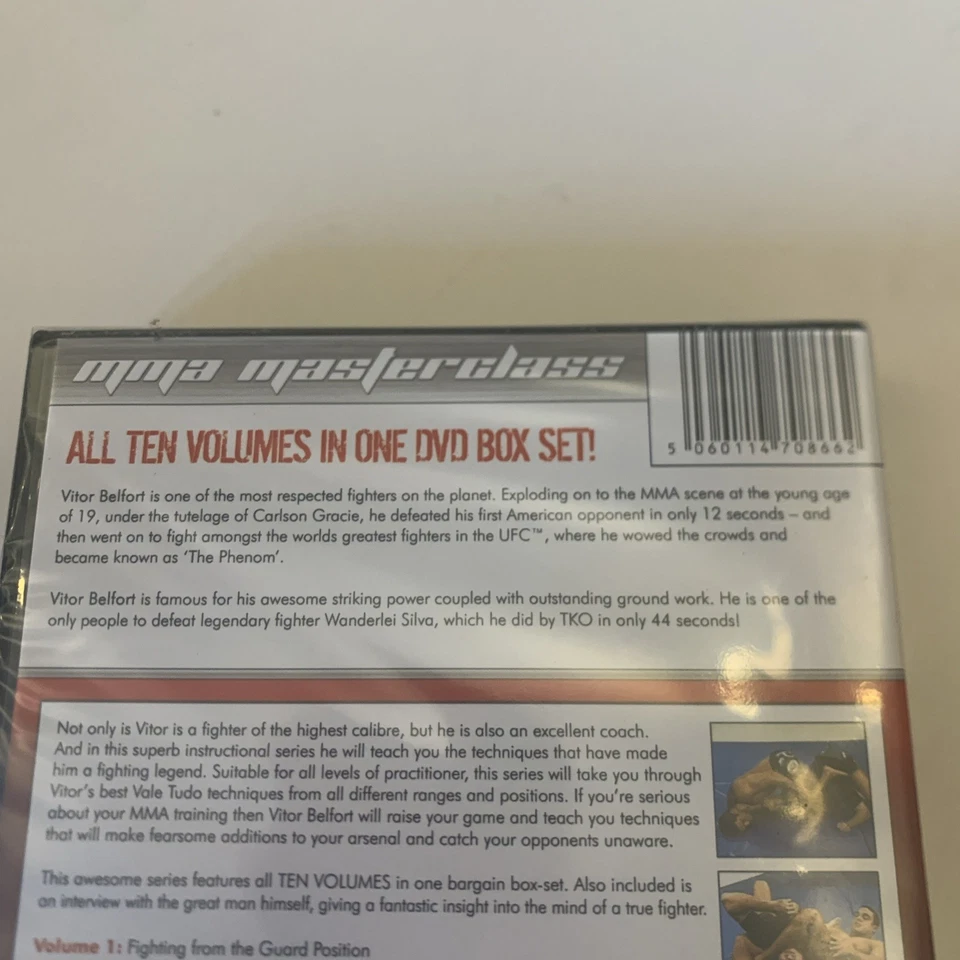 mma masterclass
5 060114 708662
ALL TEN VOLUMES IN ONE DVD BOX SET!
Vitor Belfort is one of the most respected fighters on the planet. Exploding on to the MMA scene at the young age
of 19, under the tutelage of Carlson Gracie, he defeated his first American opponent in only 12 seconds – and
then went on to fight amongst the worlds greatest fighters in the UFC™, where he wowed the crowds and
became known as ‘The Phenom’.
Vitor Belfort is famous for his awesome striking power coupled with outstanding ground work. He is one of the
only people to defeat legendary fighter Wanderlei Silva, which he did by TKO in only 44 seconds!
Not only is Vitor is a fighter of the highest calibre, but he is also an excellent coach.
And in this superb instructional series he will teach you the techniques that have made
him a fighting legend. Suitable for all levels of practitioner, this series will take you through
Vitor’s best Vale Tudo techniques from all different ranges and positions. If you’re serious
about your MMA training then Vitor Belfort will raise your game and teach you techniques
that will make fearsome additions to your arsenal and catch your opponents unaware.
This awesome series features all TEN VOLUMES in one bargain box-set. Also included is
an interview with the great man himself, giving a fantastic insight into the mind of a true fighter.
Volume 1: Fighting from the Guard Position